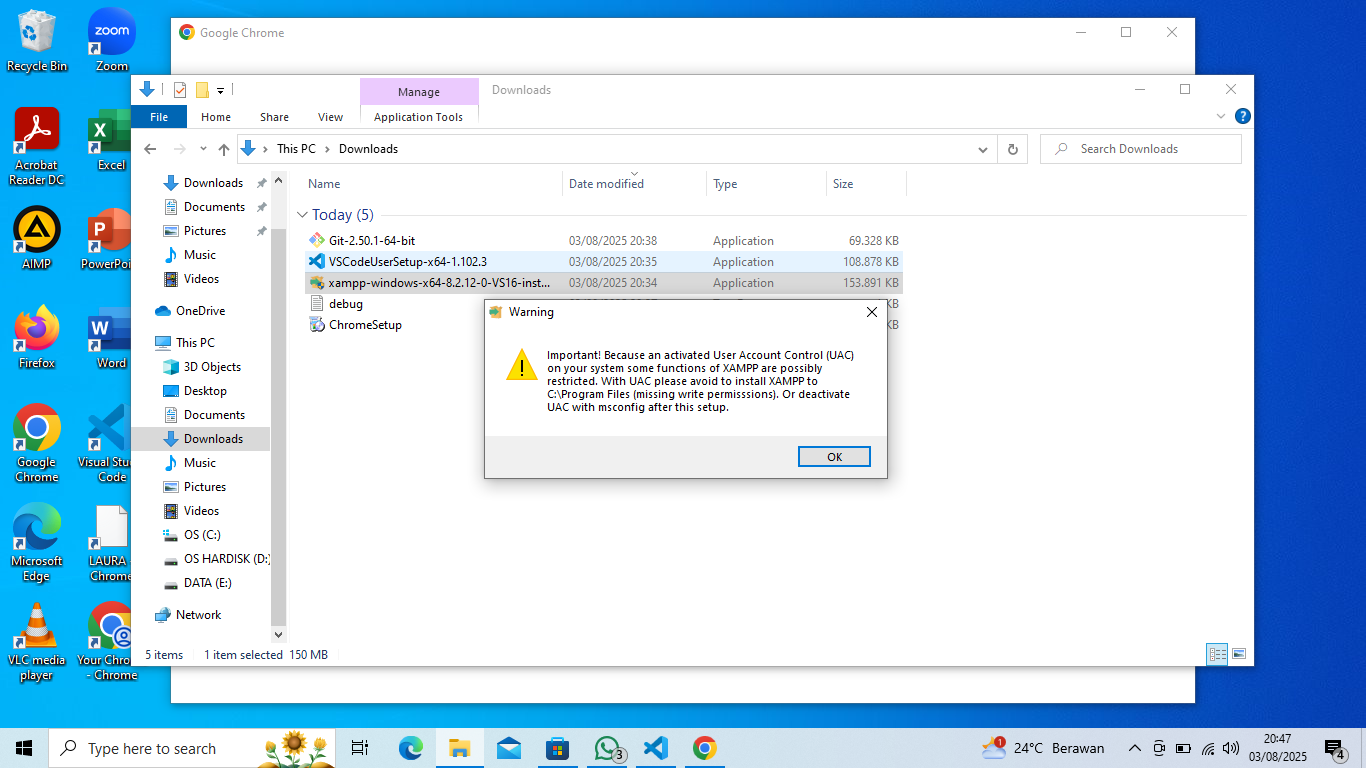 Recycle Bin
zoom
Zoom
Acrobat
Reader DC
Excel
AIMP
PowerPoi
Firefox
Word
Google
Chrome
Visual Stu
Code
Microsoft
Edge
LAURA -
Chrome
VLC media
player
Your Chro
- Chrome
Google Chrome
Manage
Downloads
File
Home
Share
View
Application Tools
This PC
Downloads
Search Downloads
Downloads
Documents
Pictures
Music
Videos
OneDrive
This PC
3D Objects
Desktop
Documents
Downloads
Music
Pictures
Videos
OS (C:)
OS HARDISK (D:)
DATA (E:)
Network
Name Date modified Type Size
Today (5)
Git-2.50.1-64-bit 03/08/2025 20:38 Application 69.328 KB
VSCodeUserSetup-x64-1.102.3 03/08/2025 20:35 Application 108.878 KB
xampp-windows-x64-8.2.12-0-VS16-inst... 03/08/2025 20:34 Application 153.891 KB
debug KB
ChromeSetup KB
Warning
Important! Because an activated User Account Control (UAC)
on your system some functions of XAMPP are possibly
restricted. With UAC please avoid to install XAMPP to
C:\Program Files (missing write permisssions). Or deactivate
UAC with msconfig after this setup.
OK
5 items 1 item selected 150 MB
Type here to search
3
1
24°C Berawan
20:47
03/08/2025
4